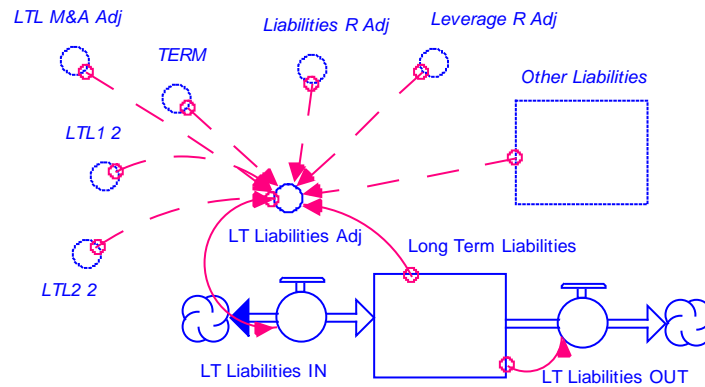 LTL M&A Adj
Liabilities R Adj
Leverage R Adj
TERM
Other Liabilities
LTL1 2
LT Liabilities Adj
Long Term Liabilities
LTL2 2
LT Liabilities IN
LT Liabilities OUT